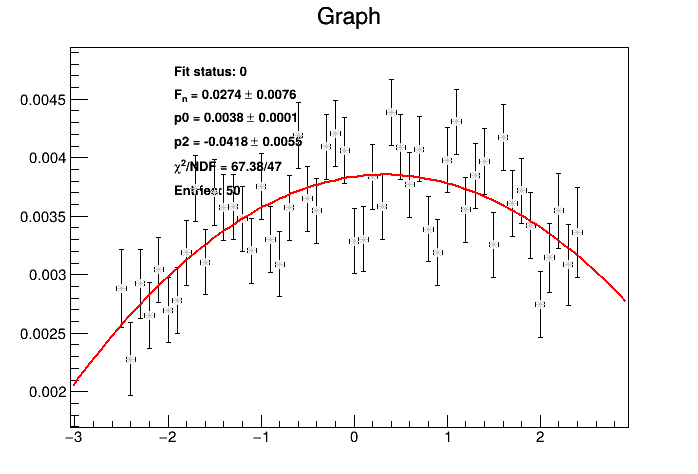 Graph
Fit status: 0
Fn = 0.0274 ± 0.0076
p0 = 0.0038 ± 0.0001
p2 = -0.0418 ± 0.0055
χ²/NDF = 67.38/47
Entries: 50
0.0045
0.004
0.0035
0.003
0.0025
0.002
−3 −2 −1 0 1 2